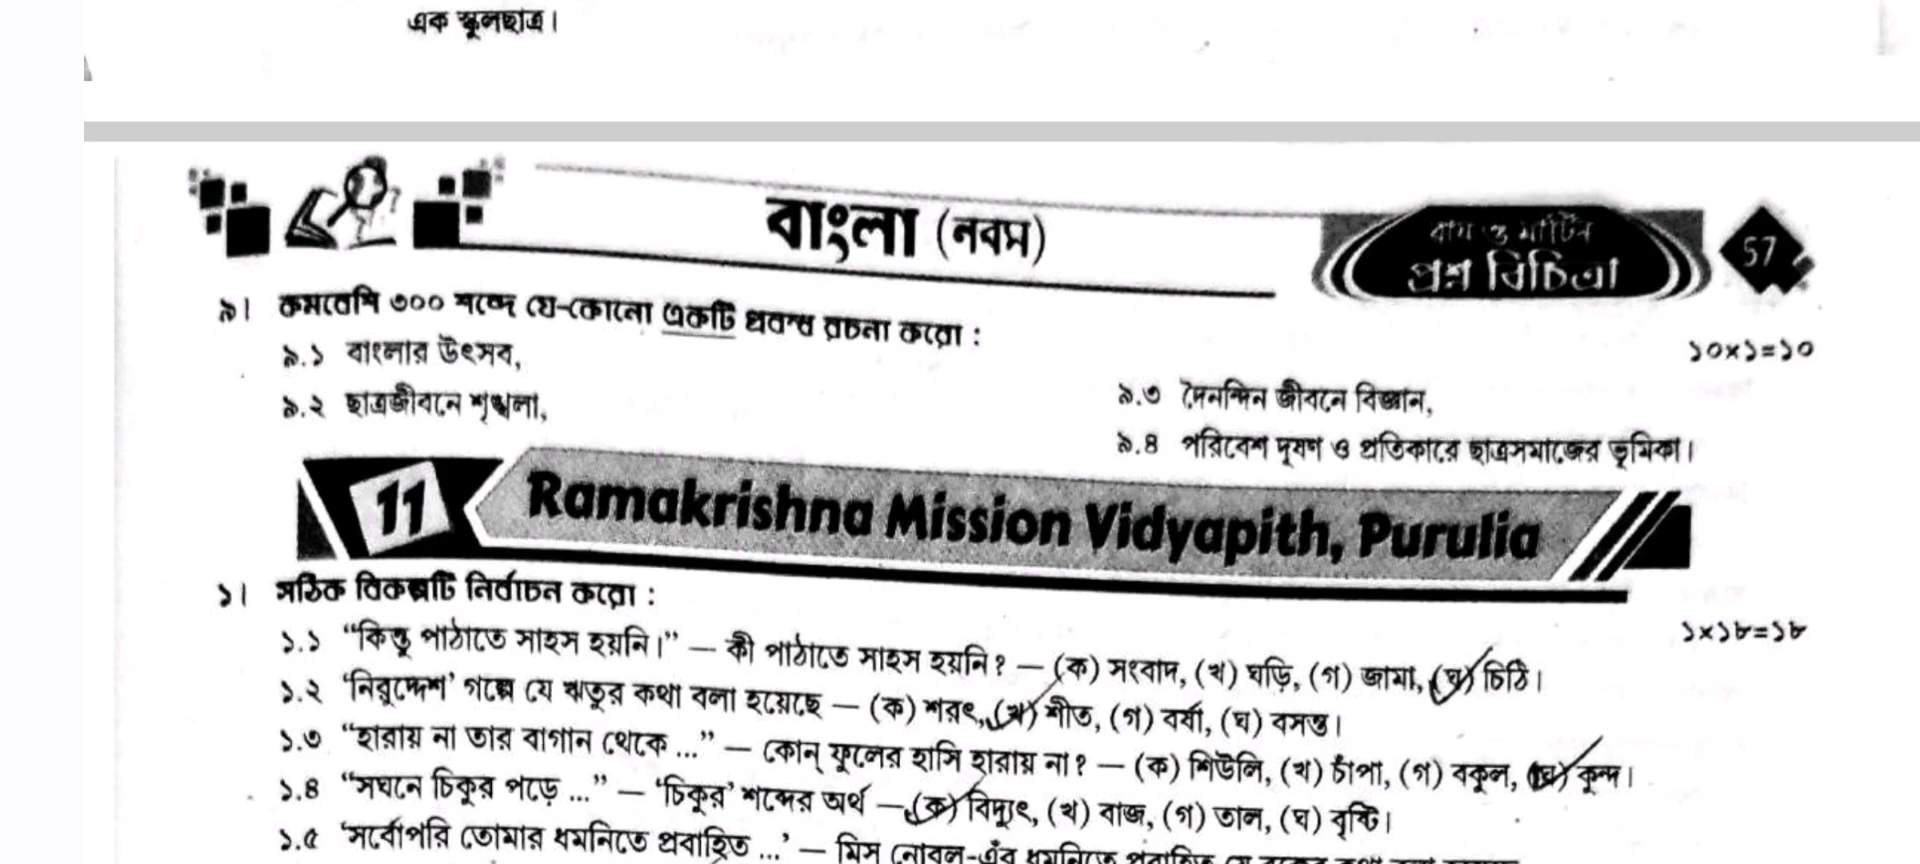 এক স্কুলছাত্র।
বাংলা (নবম)
রায় ও মার্টিন
প্রশ্ন বিচিত্রা
57
৯। কমবেশি ৩০০ শব্দে যে-কোনো একটি প্রবন্ধ রচনা করো :
১০×১=১০
৯.১ বাংলার উৎসব,
৯.২ ছাত্রজীবনে শৃঙ্খলা,
৯.৩ দৈনন্দিন জীবনে বিজ্ঞান,
৯.৪ পরিবেশ দূষণ ও প্রতিকারে ছাত্রসমাজের ভূমিকা।
11 Ramakrishna Mission Vidyapith, Purulia
১। সঠিক বিকল্পটি নির্বাচন করো :
১×১৮=১৮
১.১ “কিন্তু পাঠাতে সাহস হয়নি।” — কী পাঠাতে সাহস হয়নি? — (ক) সংবাদ, (খ) ঘড়ি, (গ) জামা, (ঘ) চিঠি।
১.২ ‘নিরুদ্দেশ’ গল্পে যে ঋতুর কথা বলা হয়েছে — (ক) শরৎ, (খ) শীত, (গ) বর্ষা, (ঘ) বসন্ত।
১.৩ “হারায় না তার বাগান থেকে ...” — কোন্ ফুলের হাসি হারায় না? — (ক) শিউলি, (খ) চাঁপা, (গ) বকুল, (ঘ) কুন্দ।
১.৪ “সঘনে চিকুর পড়ে ...” — ‘চিকুর’ শব্দের অর্থ — (ক) বিদ্যুৎ, (খ) বাজ, (গ) তাল, (ঘ) বৃষ্টি।
১.৫ ‘সর্বোপরি তোমার ধমনিতে প্রবাহিত ...’ — মিস নোবল-এঁর ধমনিতে প্রবাহিত যে